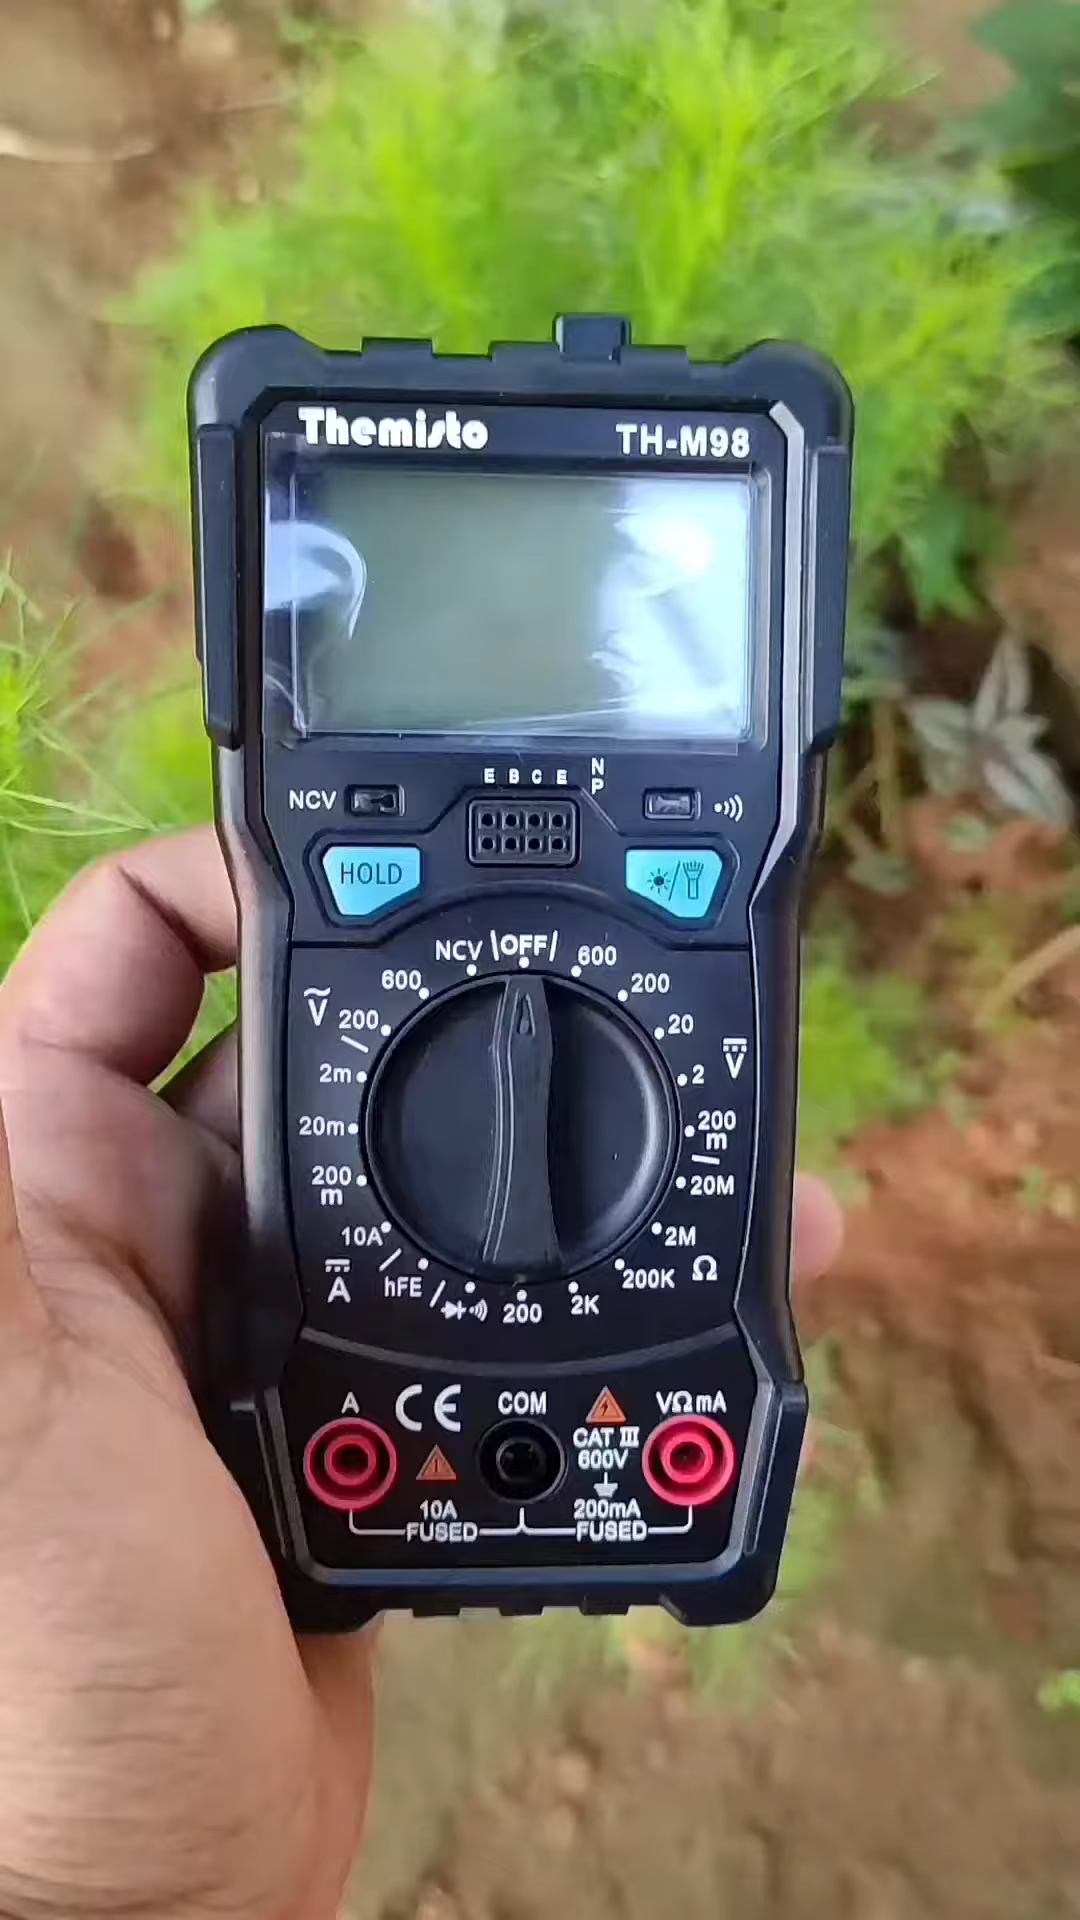 Themisto
TH-M98
E B C E
N
P
NCV
•)))
HOLD
NCV \OFF/ 600
600 200
Ṽ 200 20
2m 2 V
20m 200
m
200
m 20M
10A 2M
A hFE 200K Ω
200 2K
A CE COM VΩmA
CAT III
600V
10A 200mA
FUSED FUSED